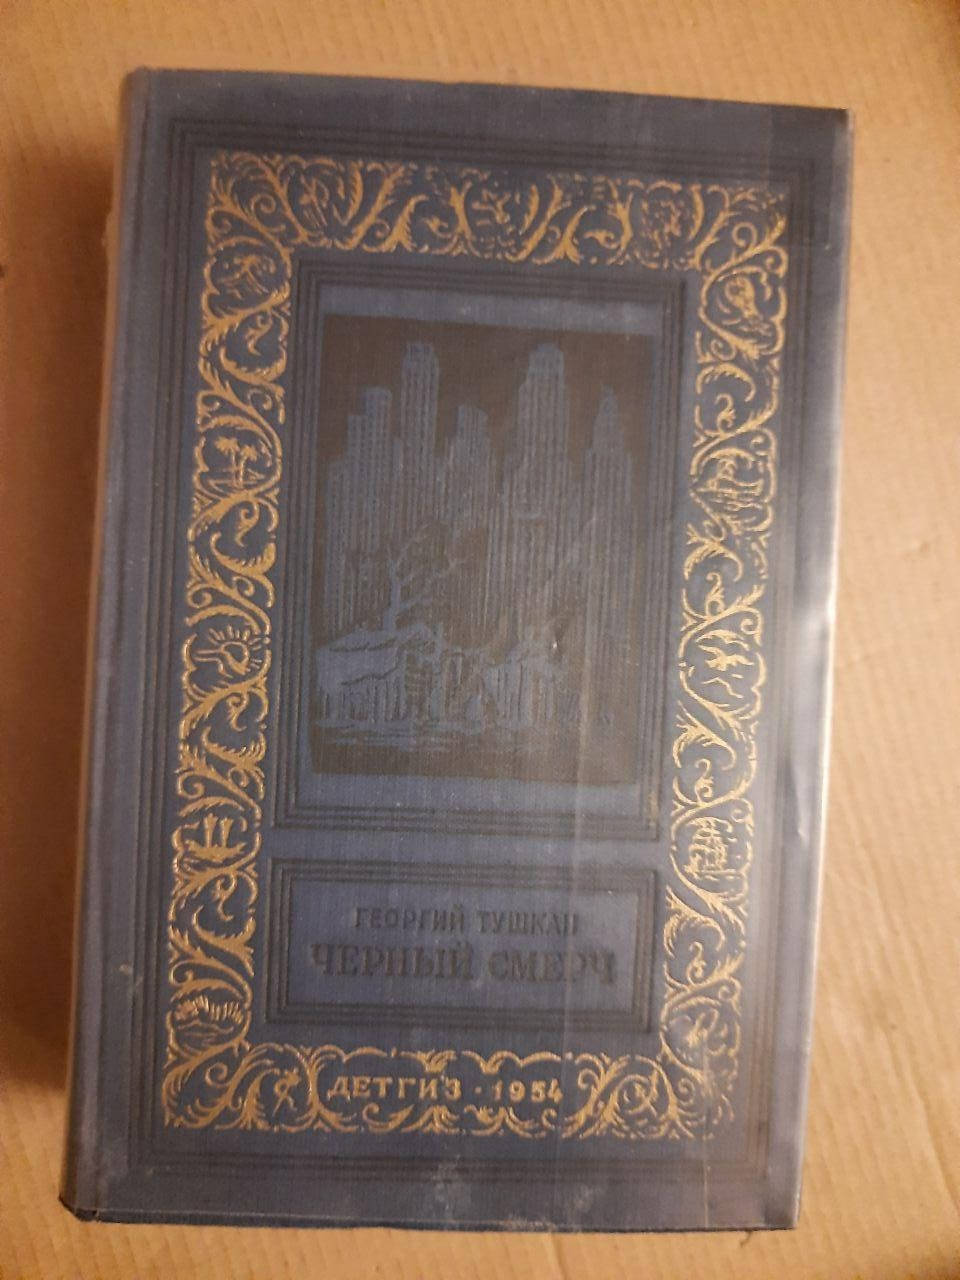 ГЕОРГИЙ ТУШКАН
ЧЕРНЫЙ СМЕРЧ
ДЕТГИЗ · 1954